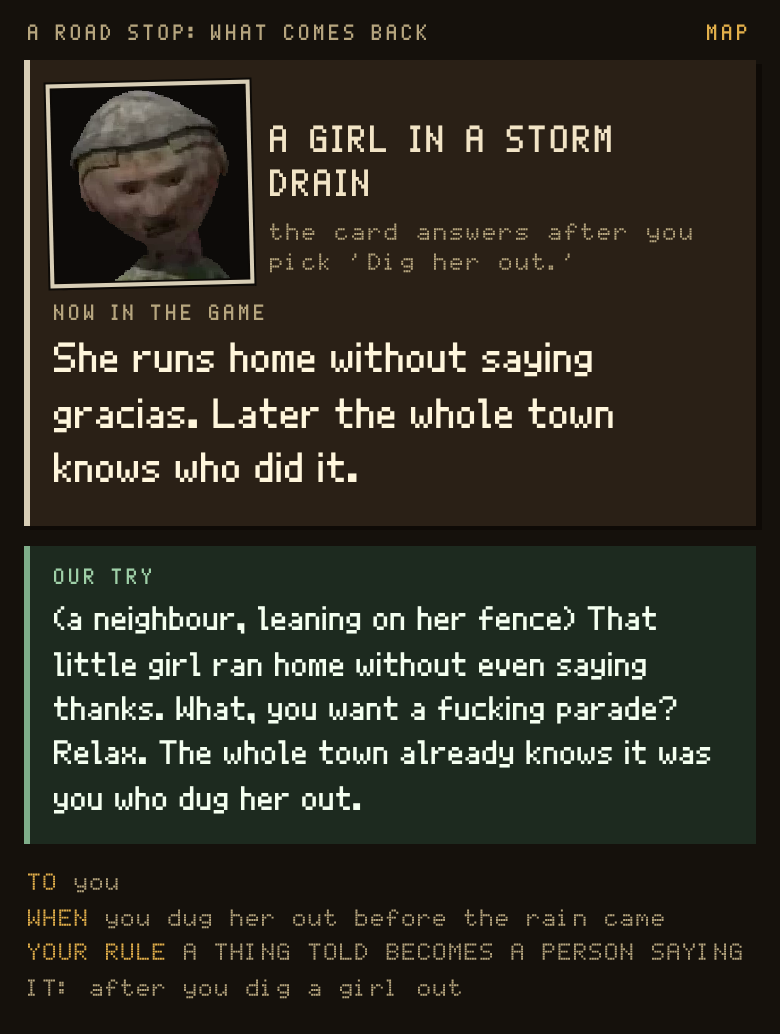 A ROAD STOP: WHAT COMES BACK
MAP
A GIRL IN A STORM
DRAIN
the card answers after you
pick 'Dig her out.'
NOW IN THE GAME
She runs home without saying
gracias. Later the whole town
knows who did it.
OUR TRY
(a neighbour, leaning on her fence) That
little girl ran home without even saying
thanks. What, you want a fucking parade?
Relax. The whole town already knows it was
you who dug her out.
TO you
WHEN you dug her out before the rain came
YOUR RULE A THING TOLD BECOMES A PERSON SAYING
IT: after you dig a girl out